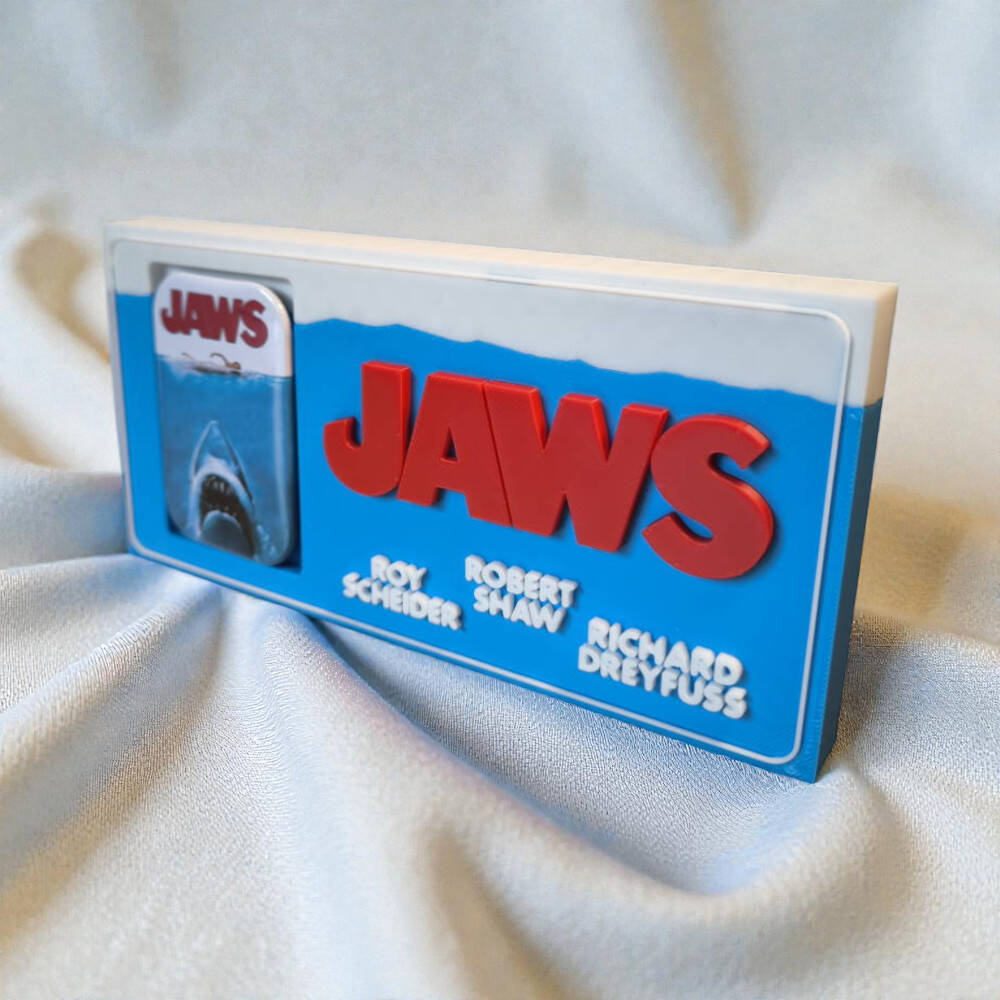 JAWS
JAWS
ROY
SCHEIDER
ROBERT
SHAW
RICHARD
DREYFUSS